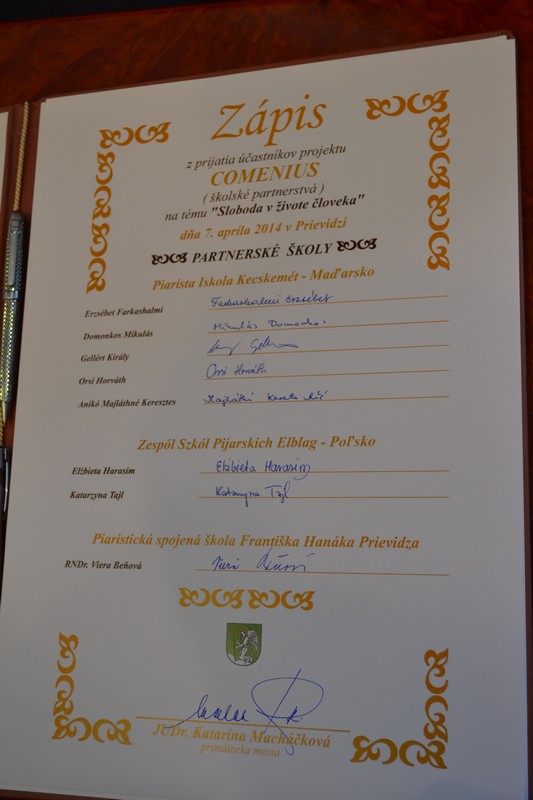 Zápis
z prijatia účastníkov projektu
COMENIUS
( školské partnerstvá )
na tému "Sloboda v živote človeka"
dňa 7. apríla 2014 v Prievidzi
PARTNERSKÉ ŠKOLY
Piarista Iskola Kecskemét - Maďarsko
Erzsébet Farkashalmi Farkashalmi Erzsébet
Domonkos Mikulás Mikulás Domonkos
Gellért Király
Orsi Horváth Orsi Horváth
Anikó Majláthné Keresztes
Zespól Szkól Pijarskich Elblag - Poľsko
Elżbieta Harasim Elżbieta Harasim
Katarzyna Tajl Katarzyna Tajl
Piaristická spojená škola Františka Hanáka Prievidza
RNDr. Viera Beňová
JUDr. Katarína Macháčková
primátorka mesta